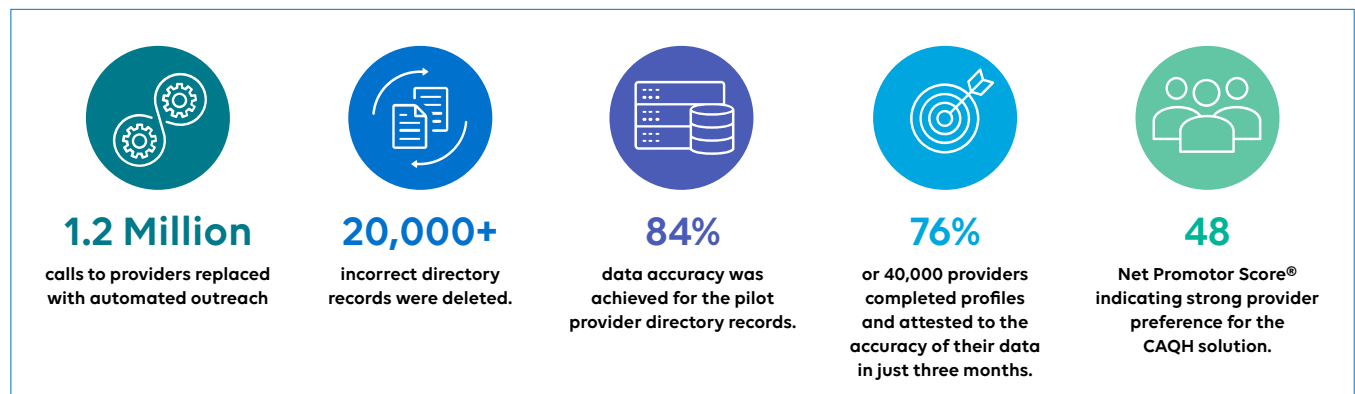 1.2 Million
calls to providers replaced
with automated outreach
20,000+
incorrect directory
records were deleted.
84%
data accuracy was
achieved for the pilot
provider directory records.
76%
or 40,000 providers
completed profiles
and attested to the
accuracy of their data
in just three months.
48
Net Promotor Score®
indicating strong provider
preference for the
CAQH solution.